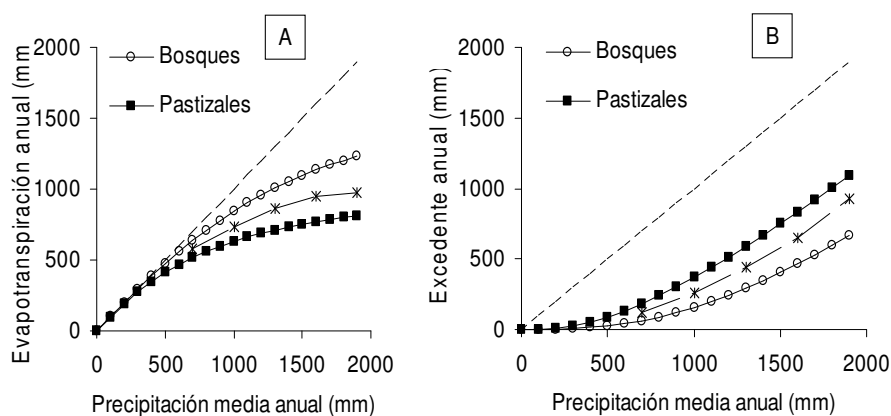 A
Evapotranspiración anual (mm
2000
1500
1000
500
0
Bosques
Pastizales
0 500 1000 1500 2000
Precipitación media anual (mm)
B
Excedente anual (mm)
2000
1500
1000
500
0
Bosques
Pastizales
0 500 1000 1500 2000
Precipitación media anual (mm)